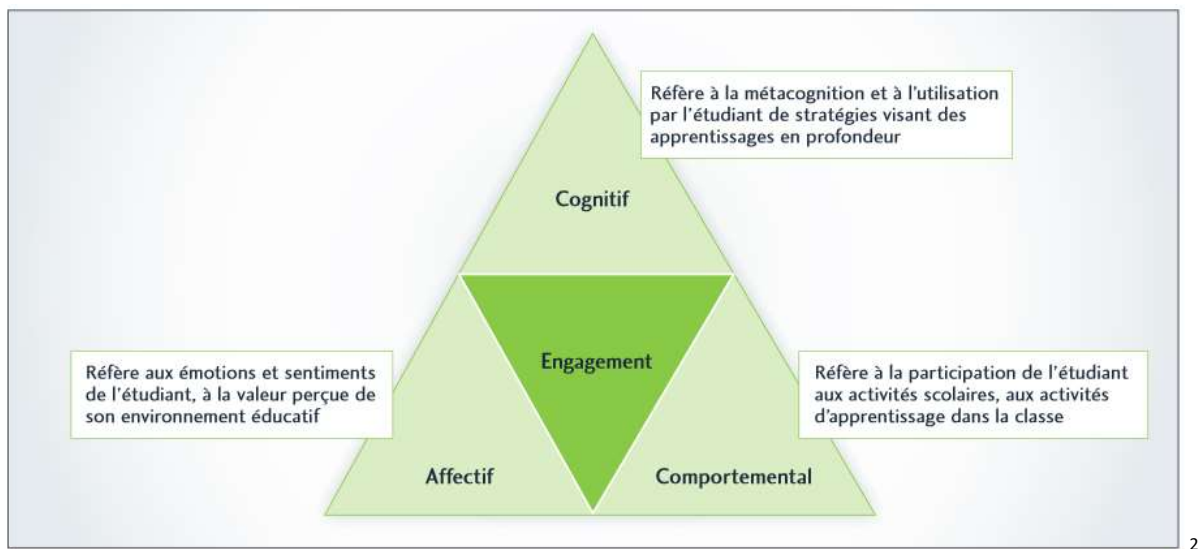 Réfère à la métacognition et à l'utilisation
par l'étudiant de stratégies visant des
apprentissages en profondeur
Cognitif
Engagement
Réfère aux émotions et sentiments
de l'étudiant, à la valeur perçue de
son environnement éducatif
Réfère à la participation de l'étudiant
aux activités scolaires, aux activités
d'apprentissage dans la classe
Affectif
Comportemental
2